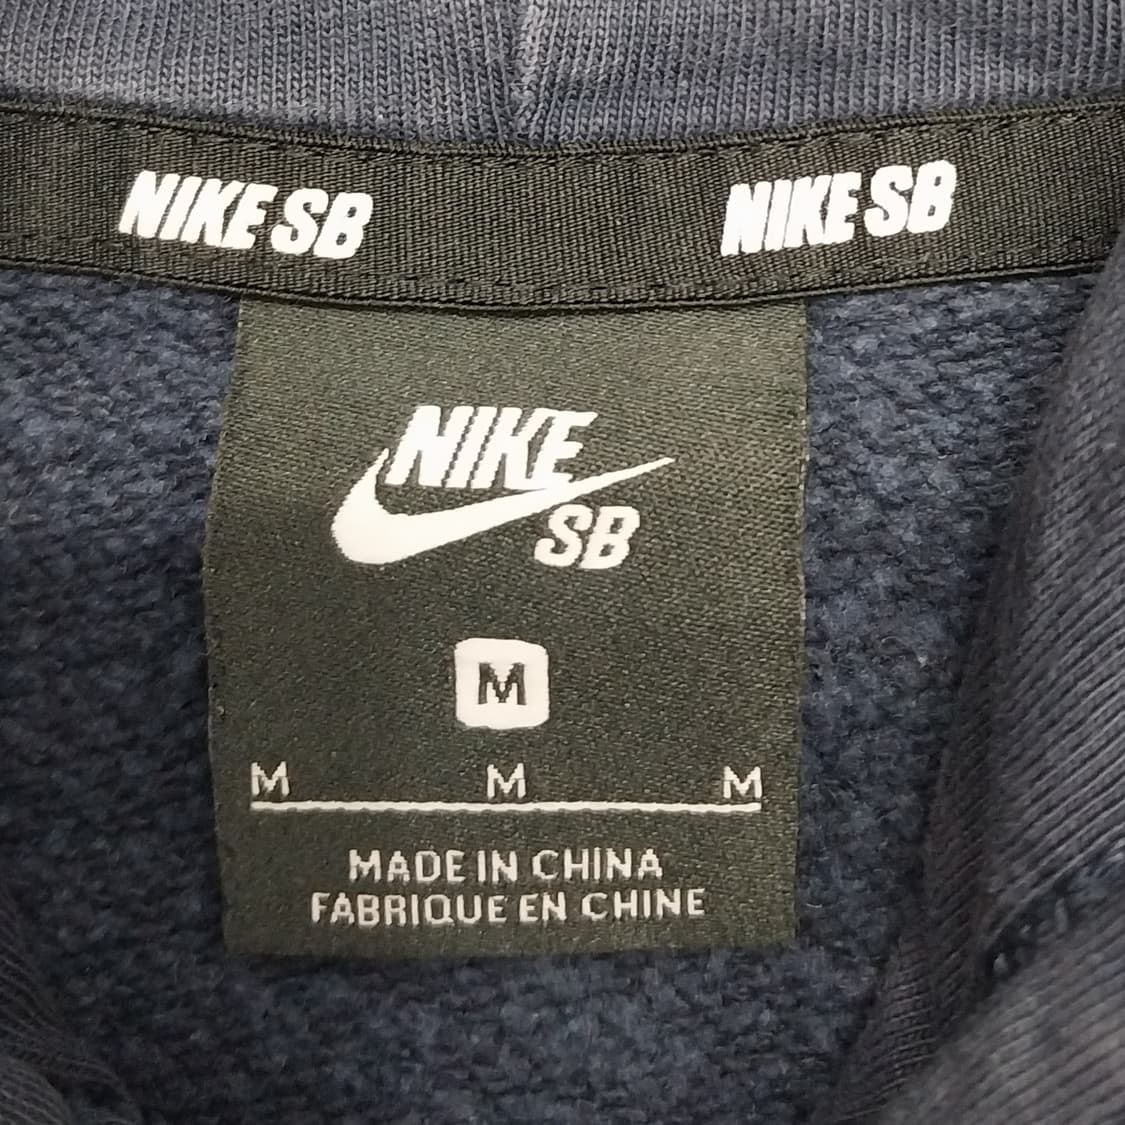 NIKE SB NIKE SB
NIKE
SB
M
M M M
MADE IN CHINA
FABRIQUE EN CHINE